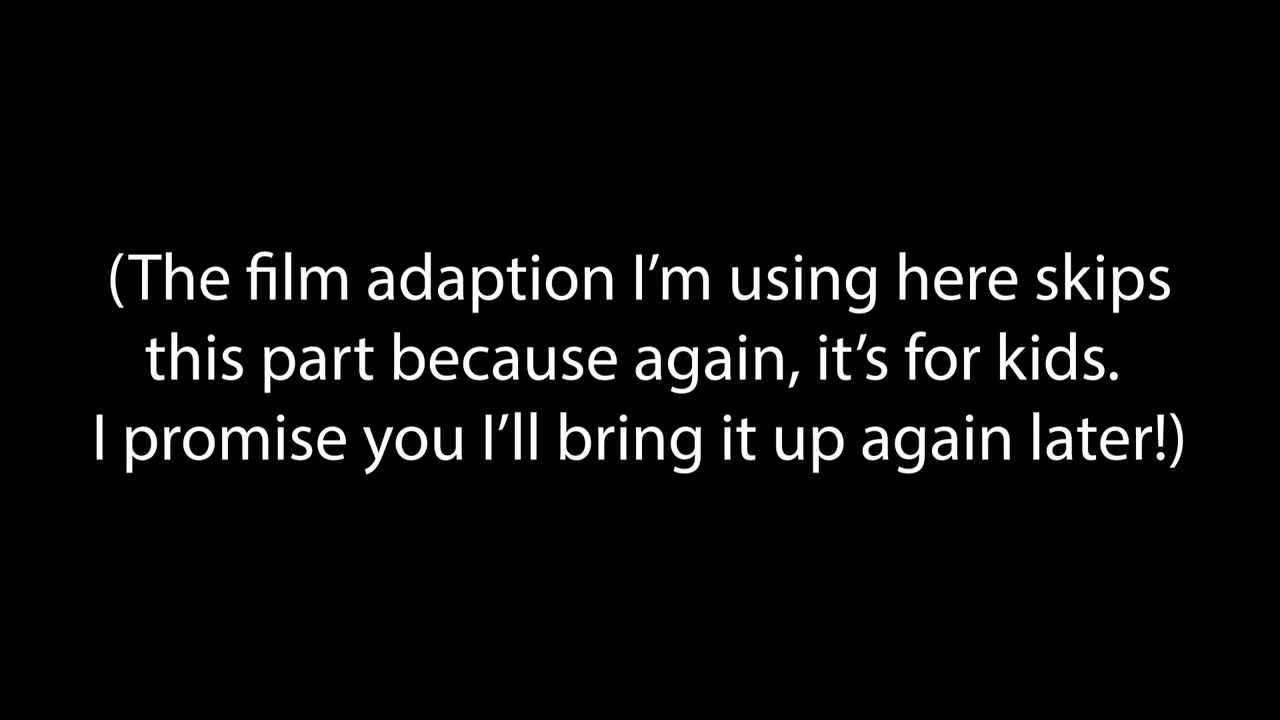 (The film adaption I’m using here skips
this part because again, it’s for kids.
I promise you I’ll bring it up again later!)